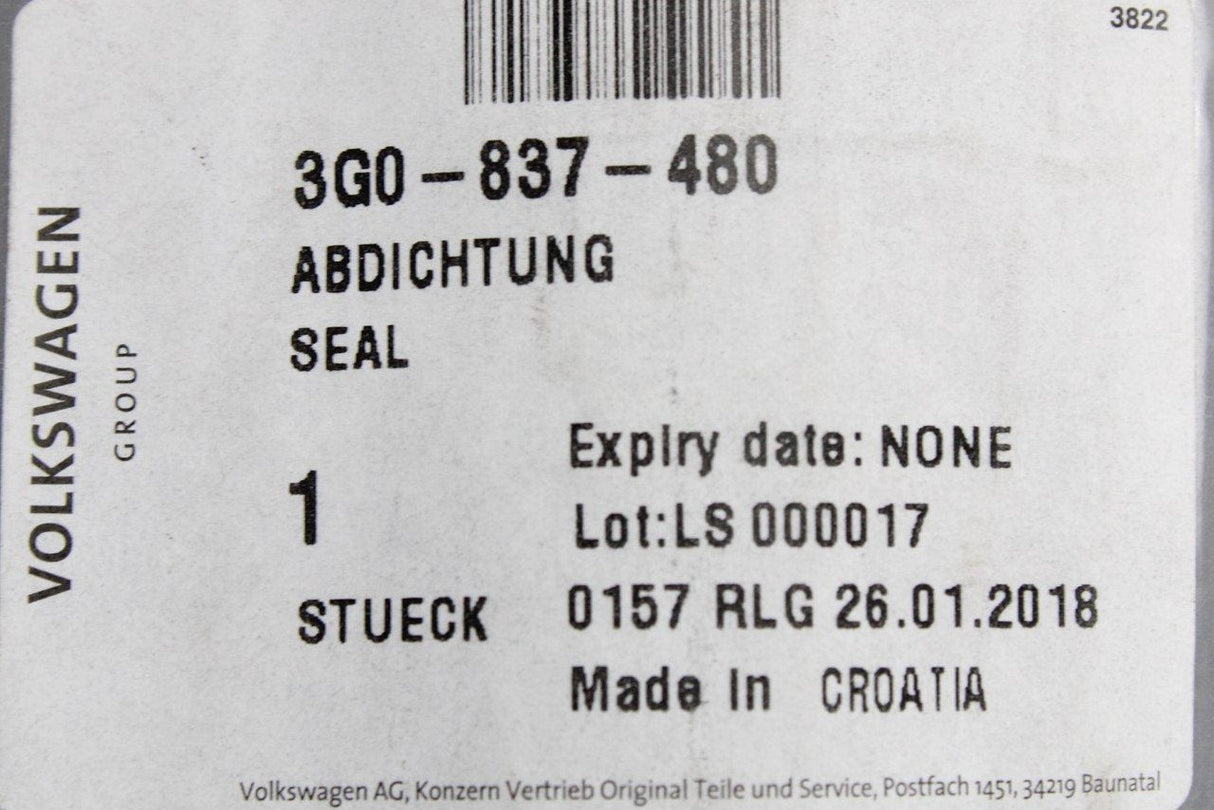 3822
3G0-837-480
ABDICHTUNG
SEAL
VOLKSWAGEN
GROUP
Expiry date: NONE
1
Lot:LS 000017
STUECK
0157 RLG 26.01.2018
Made in CROATIA
Volkswagen AG, Konzern Vertrieb Original Teile und Service, Postfach 1451, 34219 Baunatal